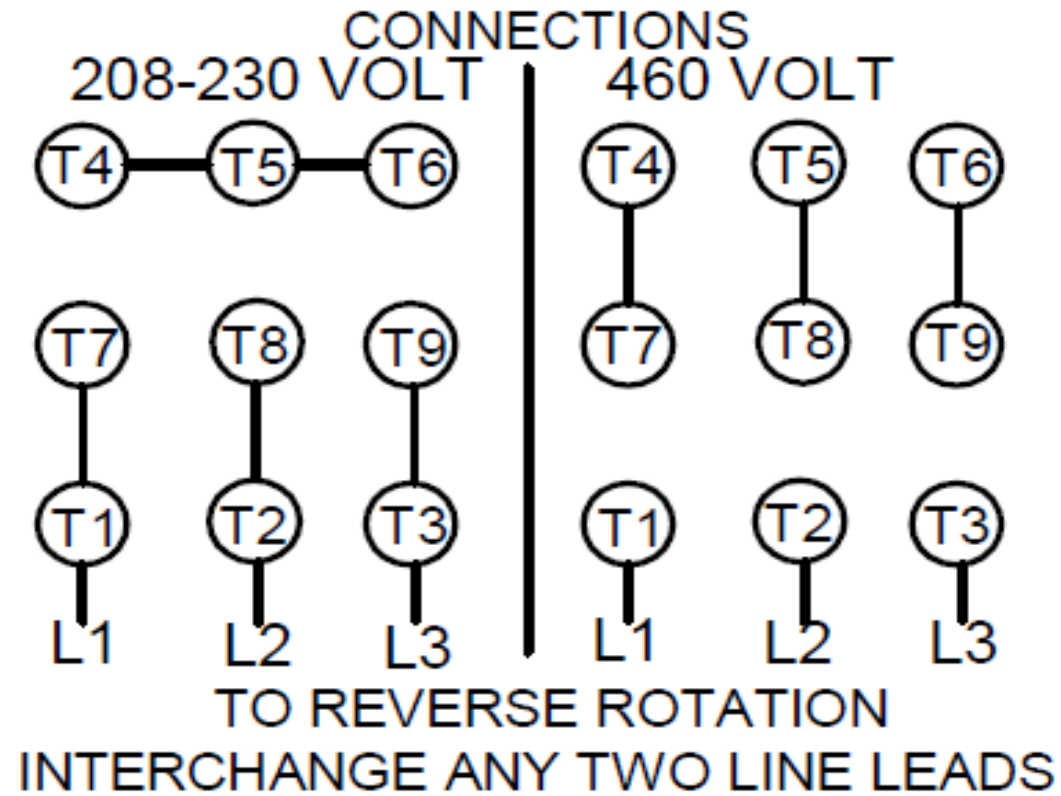 CONNECTIONS
208-230 VOLT 460 VOLT
T4 T5 T6 T4 T5 T6
T7 T8 T9 T7 T8 T9
T1 T2 T3 T1 T2 T3
L1 L2 L3 L1 L2 L3
TO REVERSE ROTATION
INTERCHANGE ANY TWO LINE LEADS